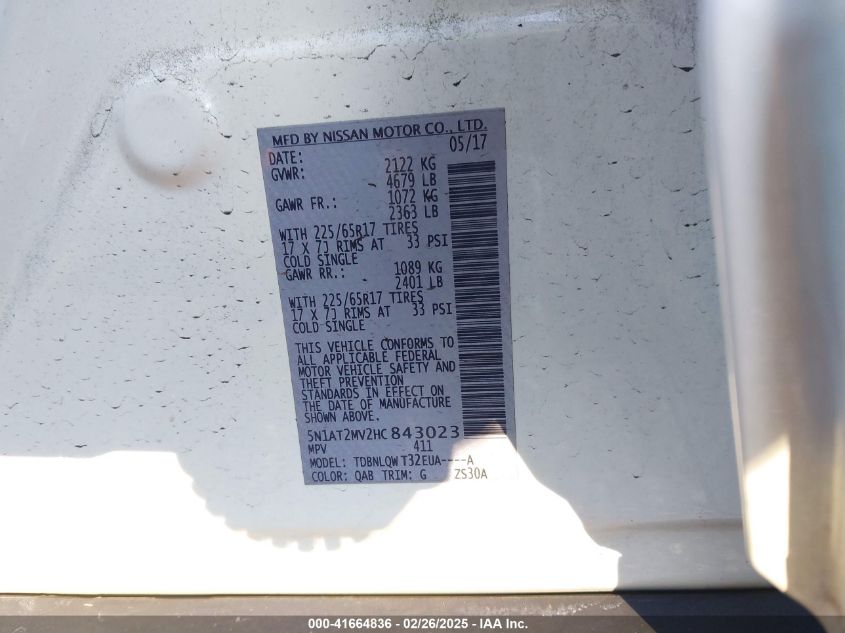 MFD BY NISSAN MOTOR CO., LTD.
DATE: 05/17
GVWR: 2122 KG
4679 LB
GAWR FR.: 1072 KG
2363 LB
WITH 225/65R17 TIRES
17 X 7J RIMS AT 33 PSI
COLD SINGLE
GAWR RR.: 1089 KG
2401 LB
WITH 225/65R17 TIRES
17 X 7J RIMS AT 33 PSI
COLD SINGLE
THIS VEHICLE CONFORMS TO
ALL APPLICABLE FEDERAL
MOTOR VEHICLE SAFETY AND
THEFT PREVENTION
STANDARDS IN EFFECT ON
THE DATE OF MANUFACTURE
SHOWN ABOVE.
5N1AT2MV2HC843023
MPV 411
MODEL: TDBNLQW T32EUA----A
COLOR: QAB TRIM: G ZS30A
000-41664836 - 02/26/2025 - IAA Inc.